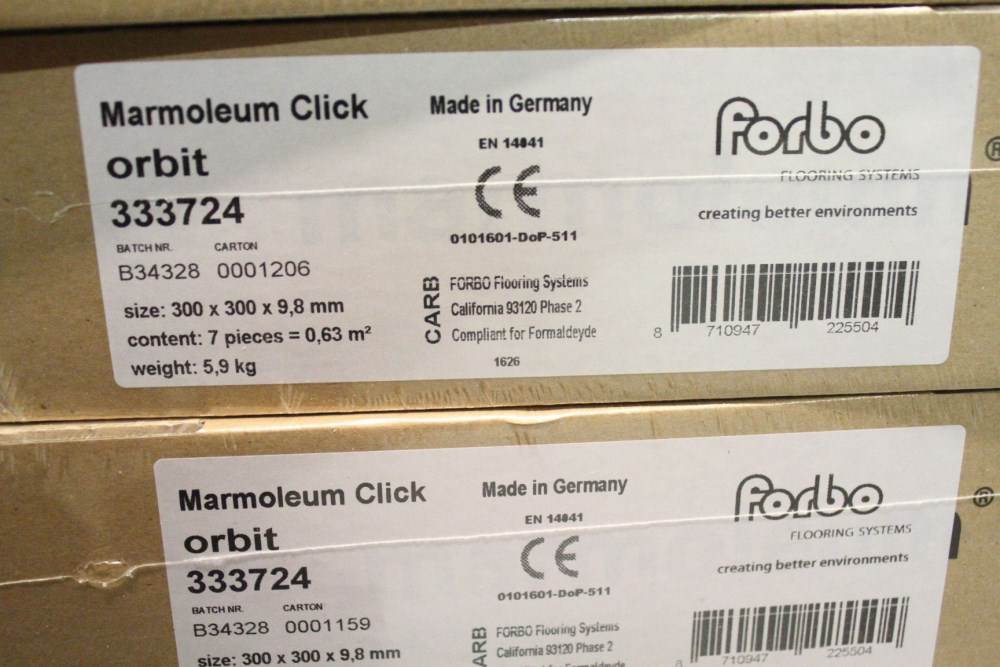 Marmoleum Click
orbit
333724
BATCH NR. CARTON
B34328 0001206
size: 300 x 300 x 9,8 mm
content: 7 pieces = 0,63 m²
weight: 5,9 kg
Made in Germany
EN 14041
CE
0101601-DoP-511
CARB
FORBO Flooring Systems
California 93120 Phase 2
Compliant for Formaldeyde
1626
Forbo
FLOORING SYSTEMS
creating better environments
8 710947 225504
®
Marmoleum Click
orbit
333724
BATCH NR. CARTON
B34328 0001159
size: 300 x 300 x 9,8 mm
Made in Germany
EN 14041
CE
0101601-DoP-511
FORBO Flooring Systems
California 93120 Phase 2
Forbo
FLOORING SYSTEMS
creating better environments
8 710947 225504
®